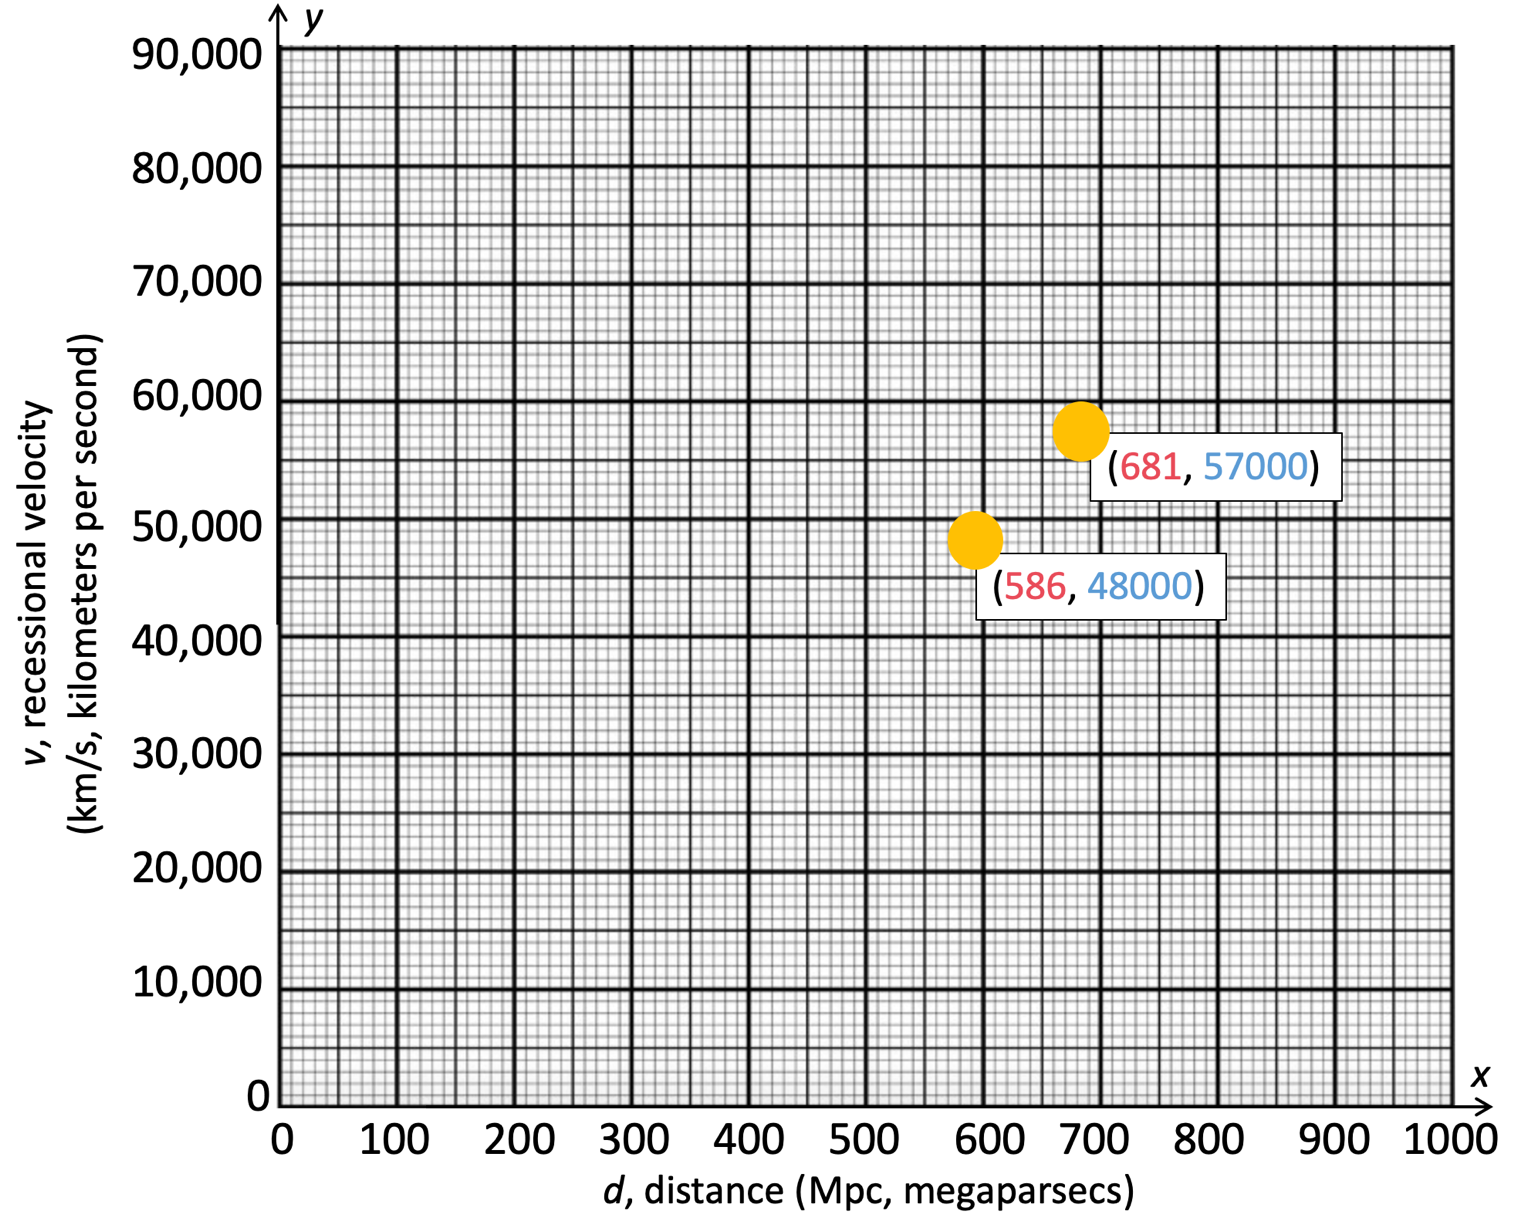 y
90,000
80,000
70,000
60,000
50,000
40,000
30,000
20,000
10,000
0
v, recessional velocity
(km/s, kilometers per second)
(681, 57000)
(586, 48000)
x
0 100 200 300 400 500 600 700 800 900 1000
d, distance (Mpc, megaparsecs)